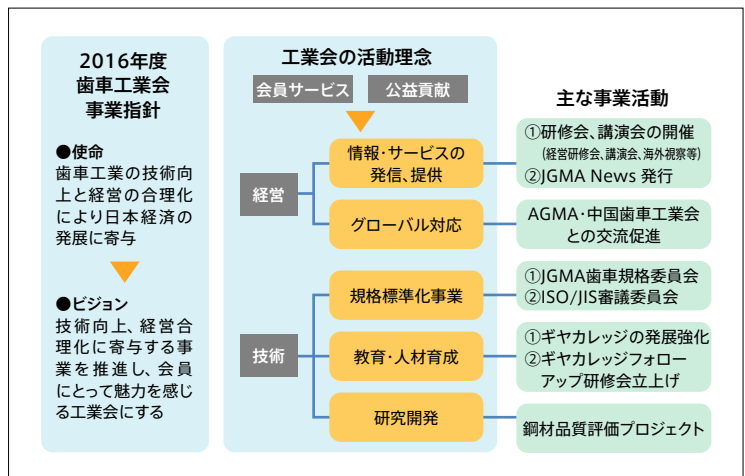 2016年度
歯車工業会
事業指針
●使命
歯車工業の技術向
上と経営の合理化
により日本経済の
発展に寄与
●ビジョン
技術向上、経営合
理化に寄与する事
業を推進し、会員
にとって魅力を感じ
る工業会にする
工業会の活動理念
会員サービス
公益貢献
経営
情報・サービスの
発信、提供
グローバル対応
技術
規格標準化事業
教育・人材育成
研究開発
主な事業活動
①研修会、講演会の開催
(経営研修会、講演会、海外視察等)
②JGMA News 発行
AGMA・中国歯車工業会
との交流促進
①JGMA歯車規格委員会
②ISO/JIS審議委員会
①ギヤカレッジの発展強化
②ギヤカレッジフォロー
アップ研修会立上げ
鋼材品質評価プロジェクト